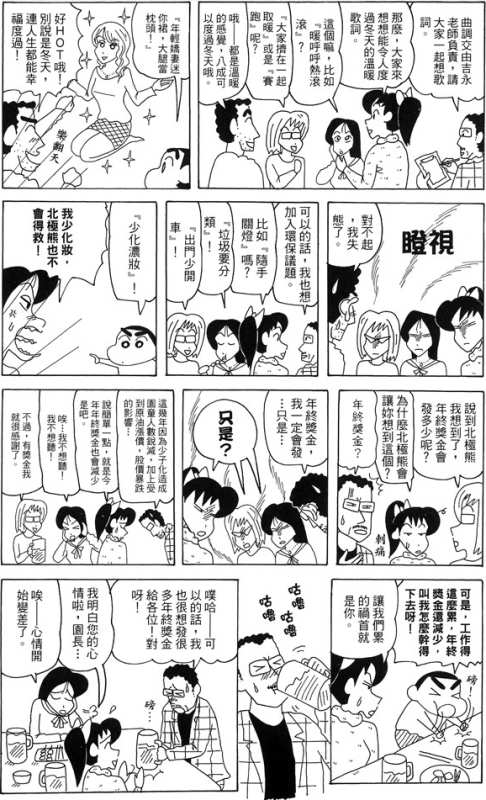 曲調交由吉永
老師負責，請
大家一起想歌
詞。
那麼，大家來
想想能令人度
過冬天的溫暖
歌詞。
這個嘛，比如
『暖呼呼熱滾
滾』？
『大家擠在一起
取暖』或是『賽
跑』呢？
哦——都是溫暖
的感覺，八成可
以度過冬天哦。
『年輕嬌妻迷
你裙，大腿當
枕頭！』
樂翻天
好HOT哦！
別說是冬天，
連人生都能幸
福度過！
瞪視
對不起
，我失
態了。
可以的話，我也想
加入環保議題。
比如『隨手
關燈』嗎？
『垃圾要分
類』！
『出門少開
車』！
『少化濃妝』！
我少化妝，
北極熊也不
會得救！
說到北極熊
我想到了，
年終獎金會
發多少呢？
為什麼北極熊會
讓妳想到這個？
刺痛
年終獎金？
年終獎金，
我一定會發
…只是…
只是？
這幾年因為少子化造成
園童人數銳減，加上受
到原油漲價，股價暴跌
的影響…
說簡單一點，就是今
年年終獎金也會減少
是吧。
唉…我不想聽！
我不想聽！
不過，有獎金我
就很感謝了。
可是，工作得
這麼累，年終
獎金還減少，
叫我怎麼幹得
下去呀！
磅…
讓我們累
的禍首就
是你。
咕嚕
咕嚕
咕嚕
噗哈——可
以的話，我
也很想發很
多年終獎金
給各位！對
呀！
磅…
我明白您的心
情啦，園長…
唉——心情開
始變差了。